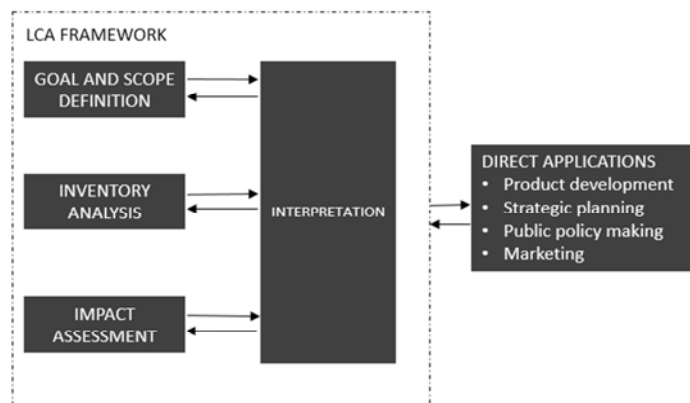 LCA FRAMEWORK
GOAL AND SCOPE
DEFINITION
INVENTORY
ANALYSIS
IMPACT
ASSESSMENT
INTERPRETATION
DIRECT APPLICATIONS
• Product development
• Strategic planning
• Public policy making
• Marketing